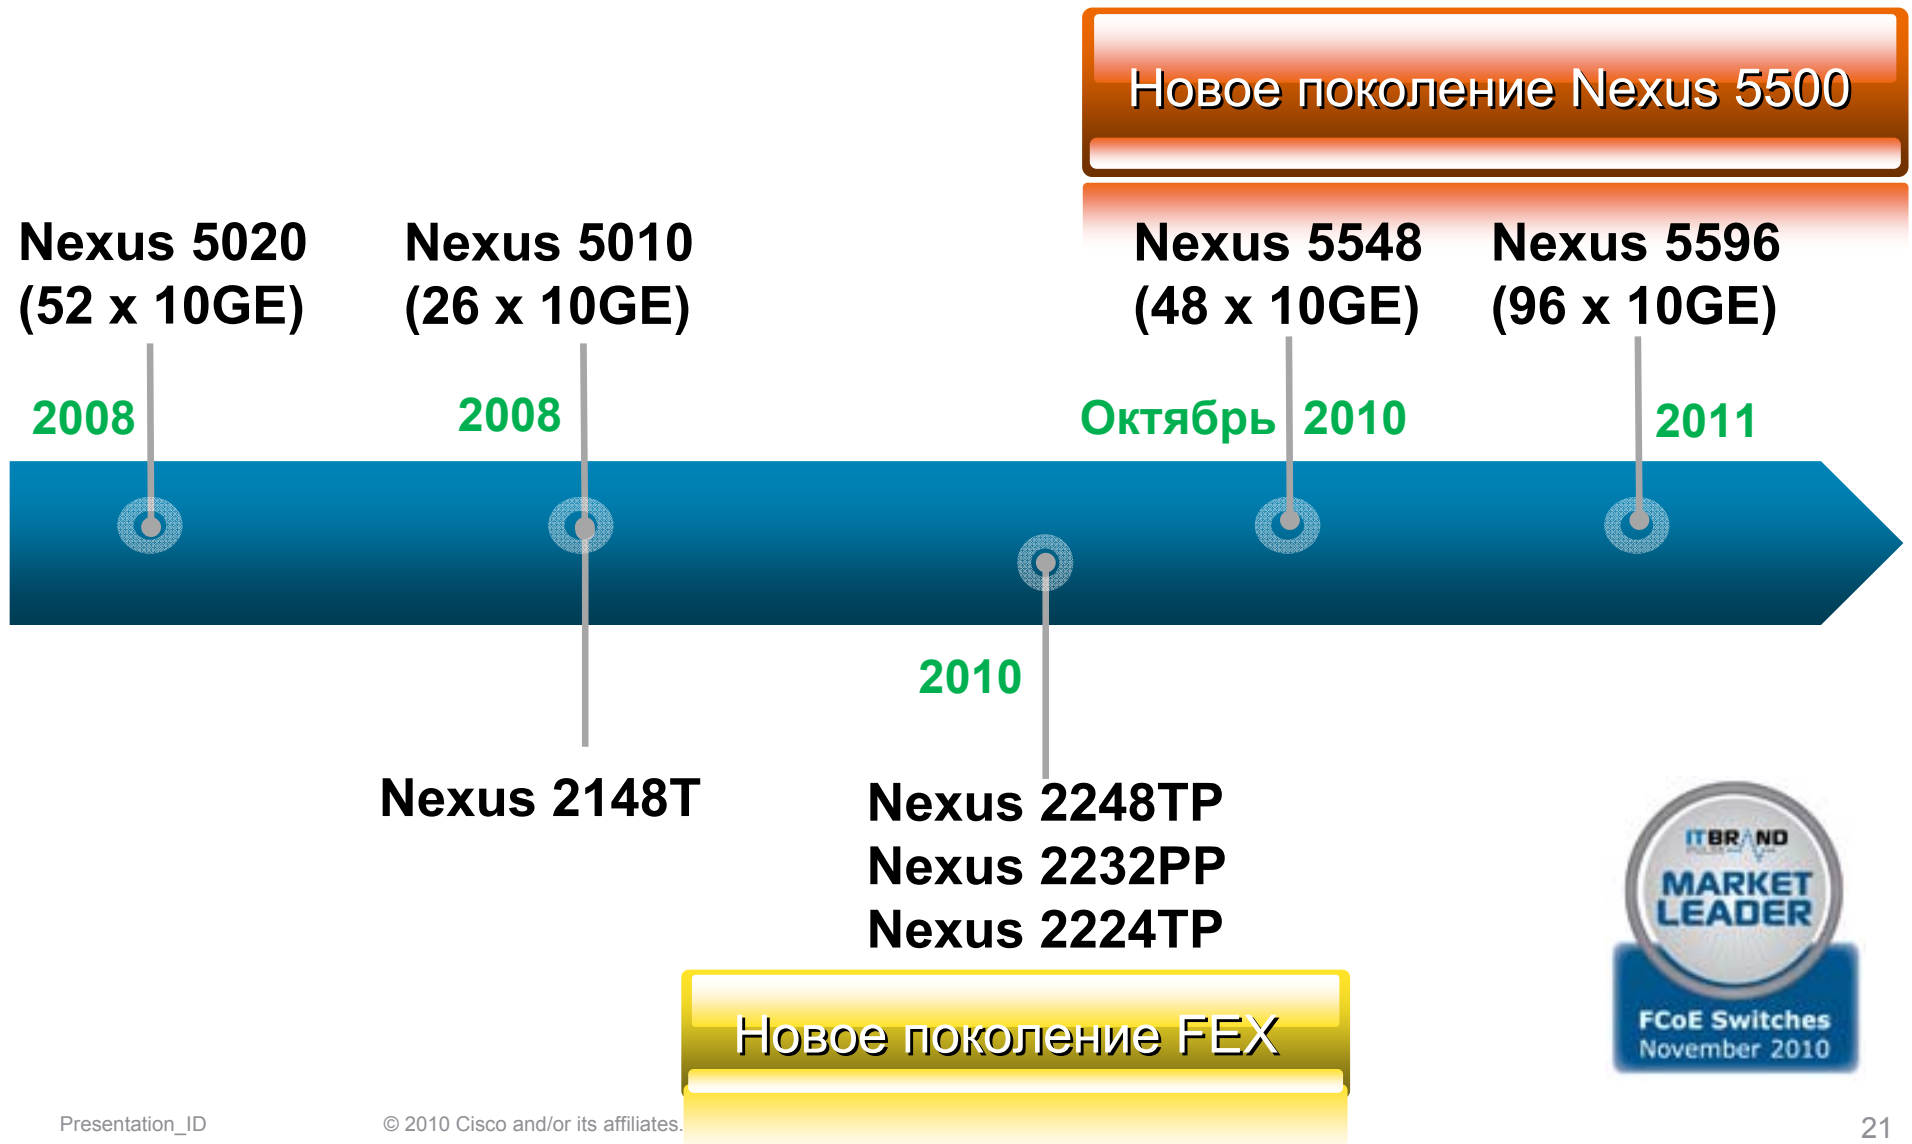 Новое поколение Nexus 5500
Nexus 5020
(52 x 10GE)
Nexus 5010
(26 x 10GE)
Nexus 5548
(48 x 10GE)
Nexus 5596
(96 x 10GE)
2008
2008
Октябрь 2010
2011
2010
Nexus 2148T
Nexus 2248TP
Nexus 2232PP
Nexus 2224TP
Новое поколение FEX
ITBRAND
PULSE
MARKET
LEADER
FCoE Switches
November 2010
Presentation_ID
© 2010 Cisco and/or its affiliates.
21